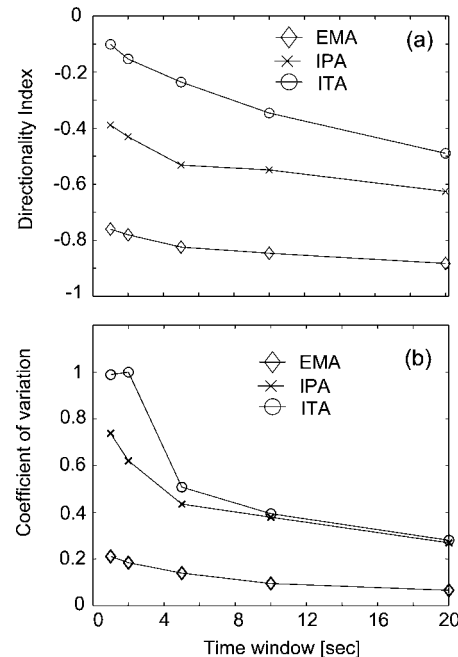 0
-0.2
-0.4
-0.6
-0.8
-1
Directionality Index
(a)
EMA
IPA
ITA
1
0.8
0.6
0.4
0.2
0
Coefficient of variation
(b)
EMA
IPA
ITA
0 4 8 12 16 20
Time window [sec]